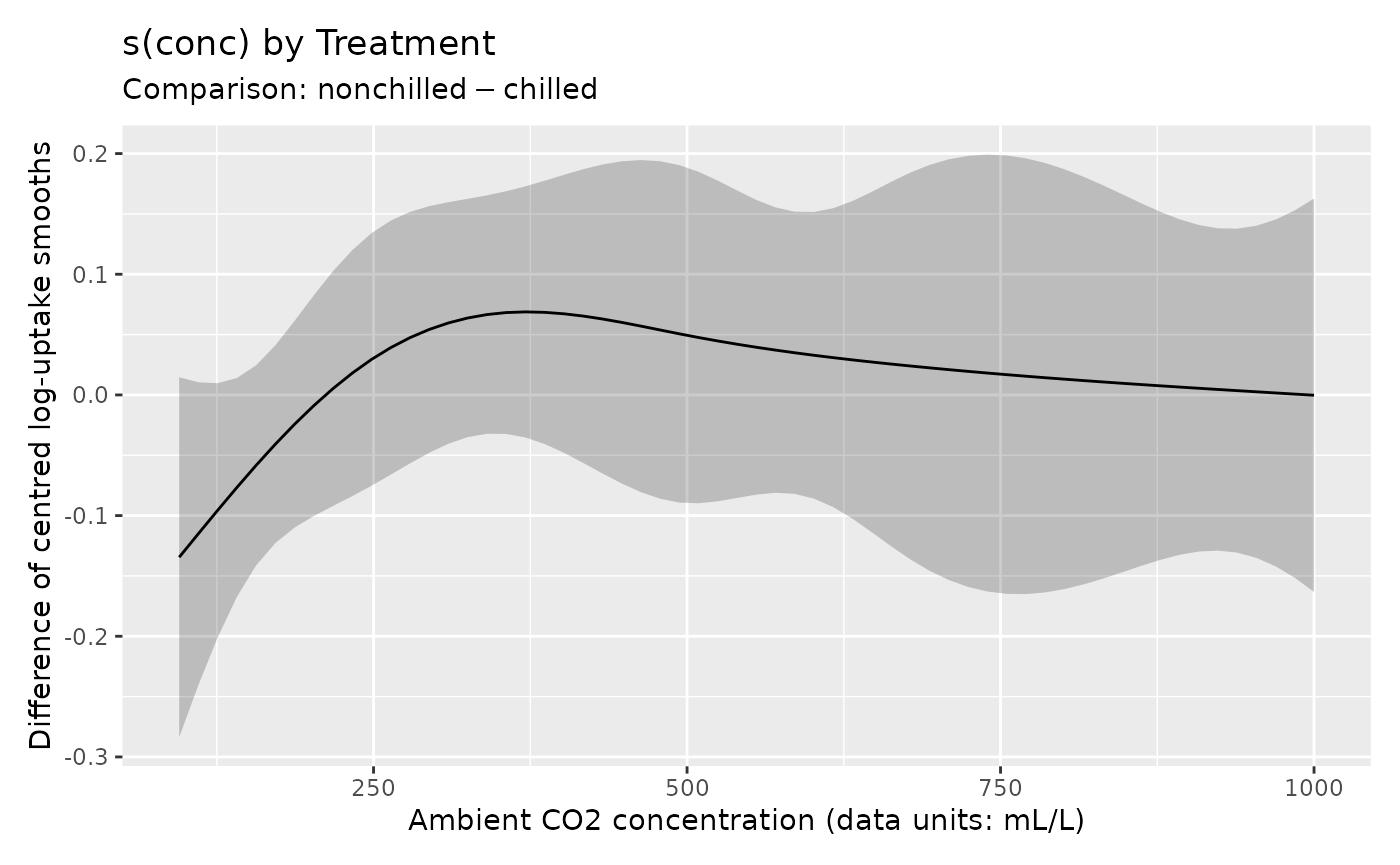 s(conc) by Treatment
Comparison: nonchilled – chilled
Difference of centred log-uptake smooths
0.2
0.1
0.0
-0.1
-0.2
-0.3
250
500
750
1000
Ambient CO2 concentration (data units: mL/L)